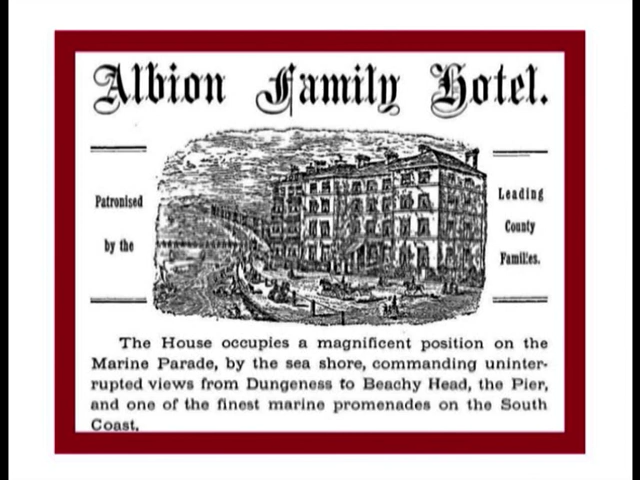 Albion Family Hotel.
Patronised
by the
Leading
County
Families.
The House occupies a magnificent position on the
Marine Parade, by the sea shore, commanding uninter-
rupted views from Dungeness to Beachy Head, the Pier,
and one of the finest marine promenades on the South
Coast.